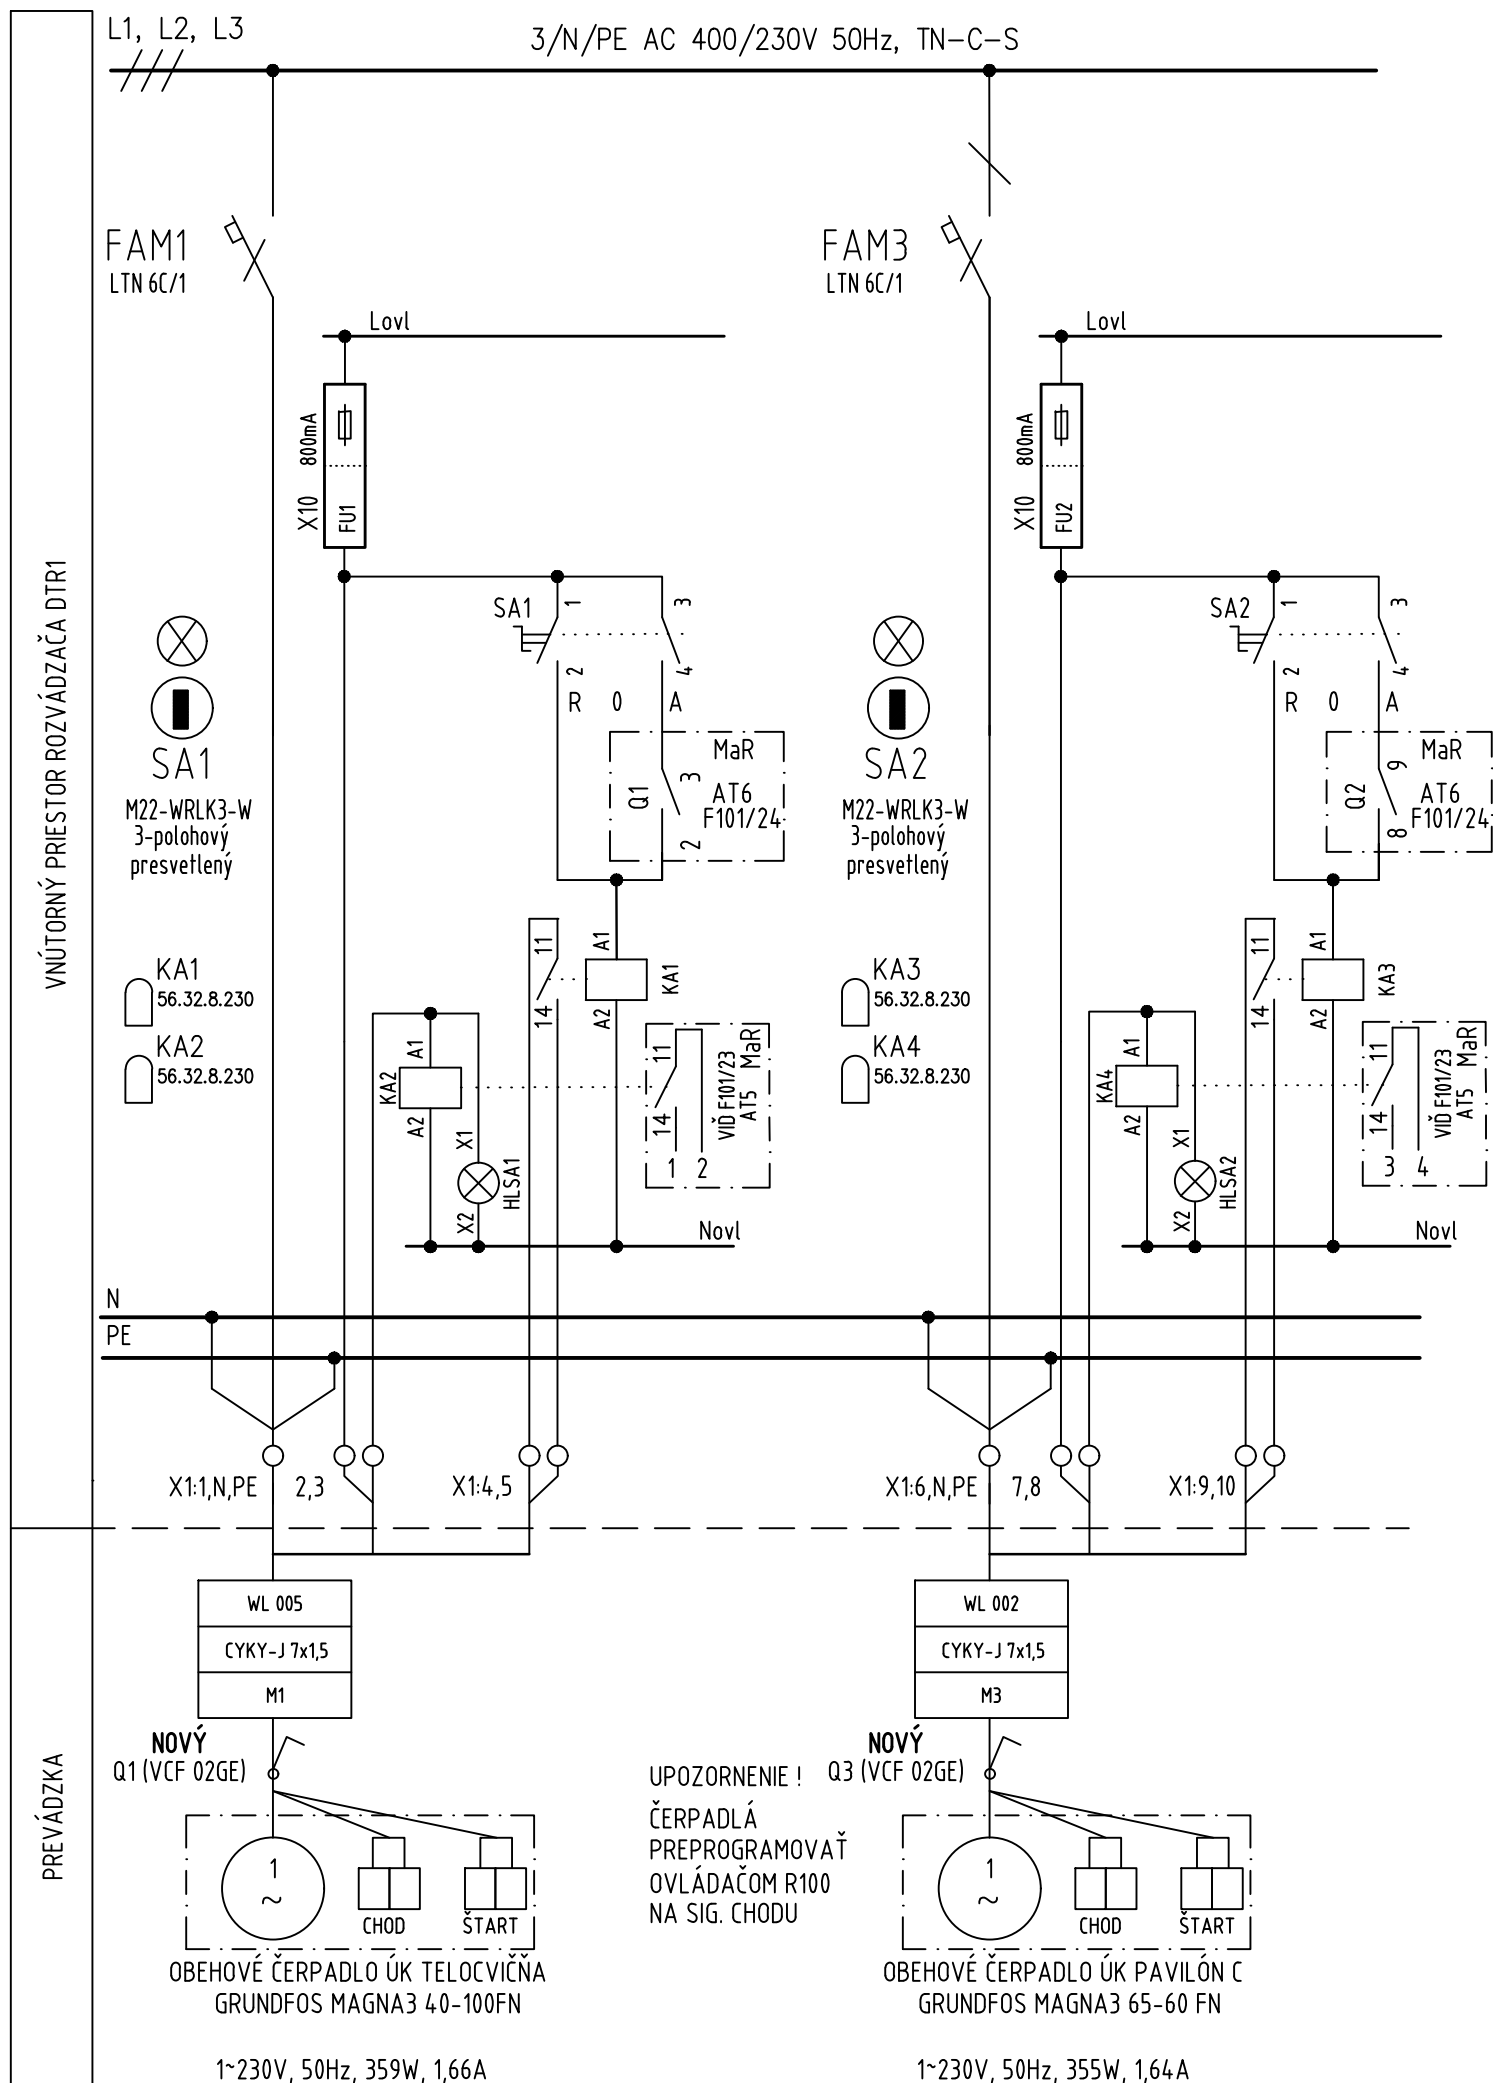 L1, L2, L3
3/N/PE AC 400/230V 50Hz, TN-C-S
VNÚTORNÝ PRIESTOR ROZVÁDZAČA DTR1
FAM1
LTN 6C/1
Lovl
800mA
X10
FU1
SA1
1
3
2
4
R 0 A
SA1
M22-WRLK3-W
3-polohový
presvetlený
MaR
Q1
3
AT6
F101/24
2
KA1
56.32.8.230
KA2
56.32.8.230
11
14
A1
KA1
A2
A1
KA2
A2
X1
HLSA1
X2
11
14
1 2
VIĎ F101/23
AT5 MaR
Novl
FAM3
LTN 6C/1
Lovl
800mA
X10
FU2
SA2
1
3
2
4
R 0 A
SA2
M22-WRLK3-W
3-polohový
presvetlený
MaR
Q2
9
AT6
F101/24
8
KA3
56.32.8.230
KA4
56.32.8.230
11
14
A1
KA3
A2
A1
KA4
A2
X1
HLSA2
X2
11
14
3 4
VIĎ F101/23
AT5 MaR
Novl
N
PE
X1:1,N,PE 2,3 X1:4,5
X1:6,N,PE 7,8 X1:9,10
PREVÁDZKA
WL 005
CYKY-J 7x1,5
M1
NOVÝ
Q1 (VCF 02GE)
1
~
CHOD
ŠTART
OBEHOVÉ ČERPADLO ÚK TELOCVIČŇA
GRUNDFOS MAGNA3 40-100FN
1~230V, 50Hz, 359W, 1,66A
UPOZORNENIE !
ČERPADLÁ
PREPROGRAMOVAŤ
OVLÁDAČOM R100
NA SIG. CHODU
WL 002
CYKY-J 7x1,5
M3
NOVÝ
Q3 (VCF 02GE)
1
~
CHOD
ŠTART
OBEHOVÉ ČERPADLO ÚK PAVILÓN C
GRUNDFOS MAGNA3 65-60 FN
1~230V, 50Hz, 355W, 1,64A